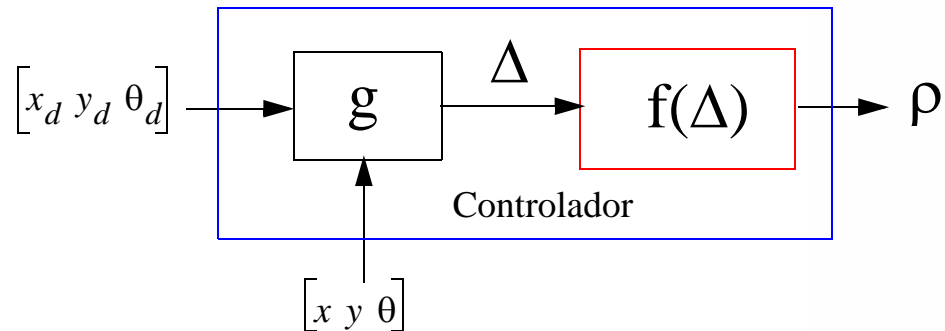 [x_d y_d θ_d]
g
Δ
f(Δ)
ρ
Controlador
[x y θ]